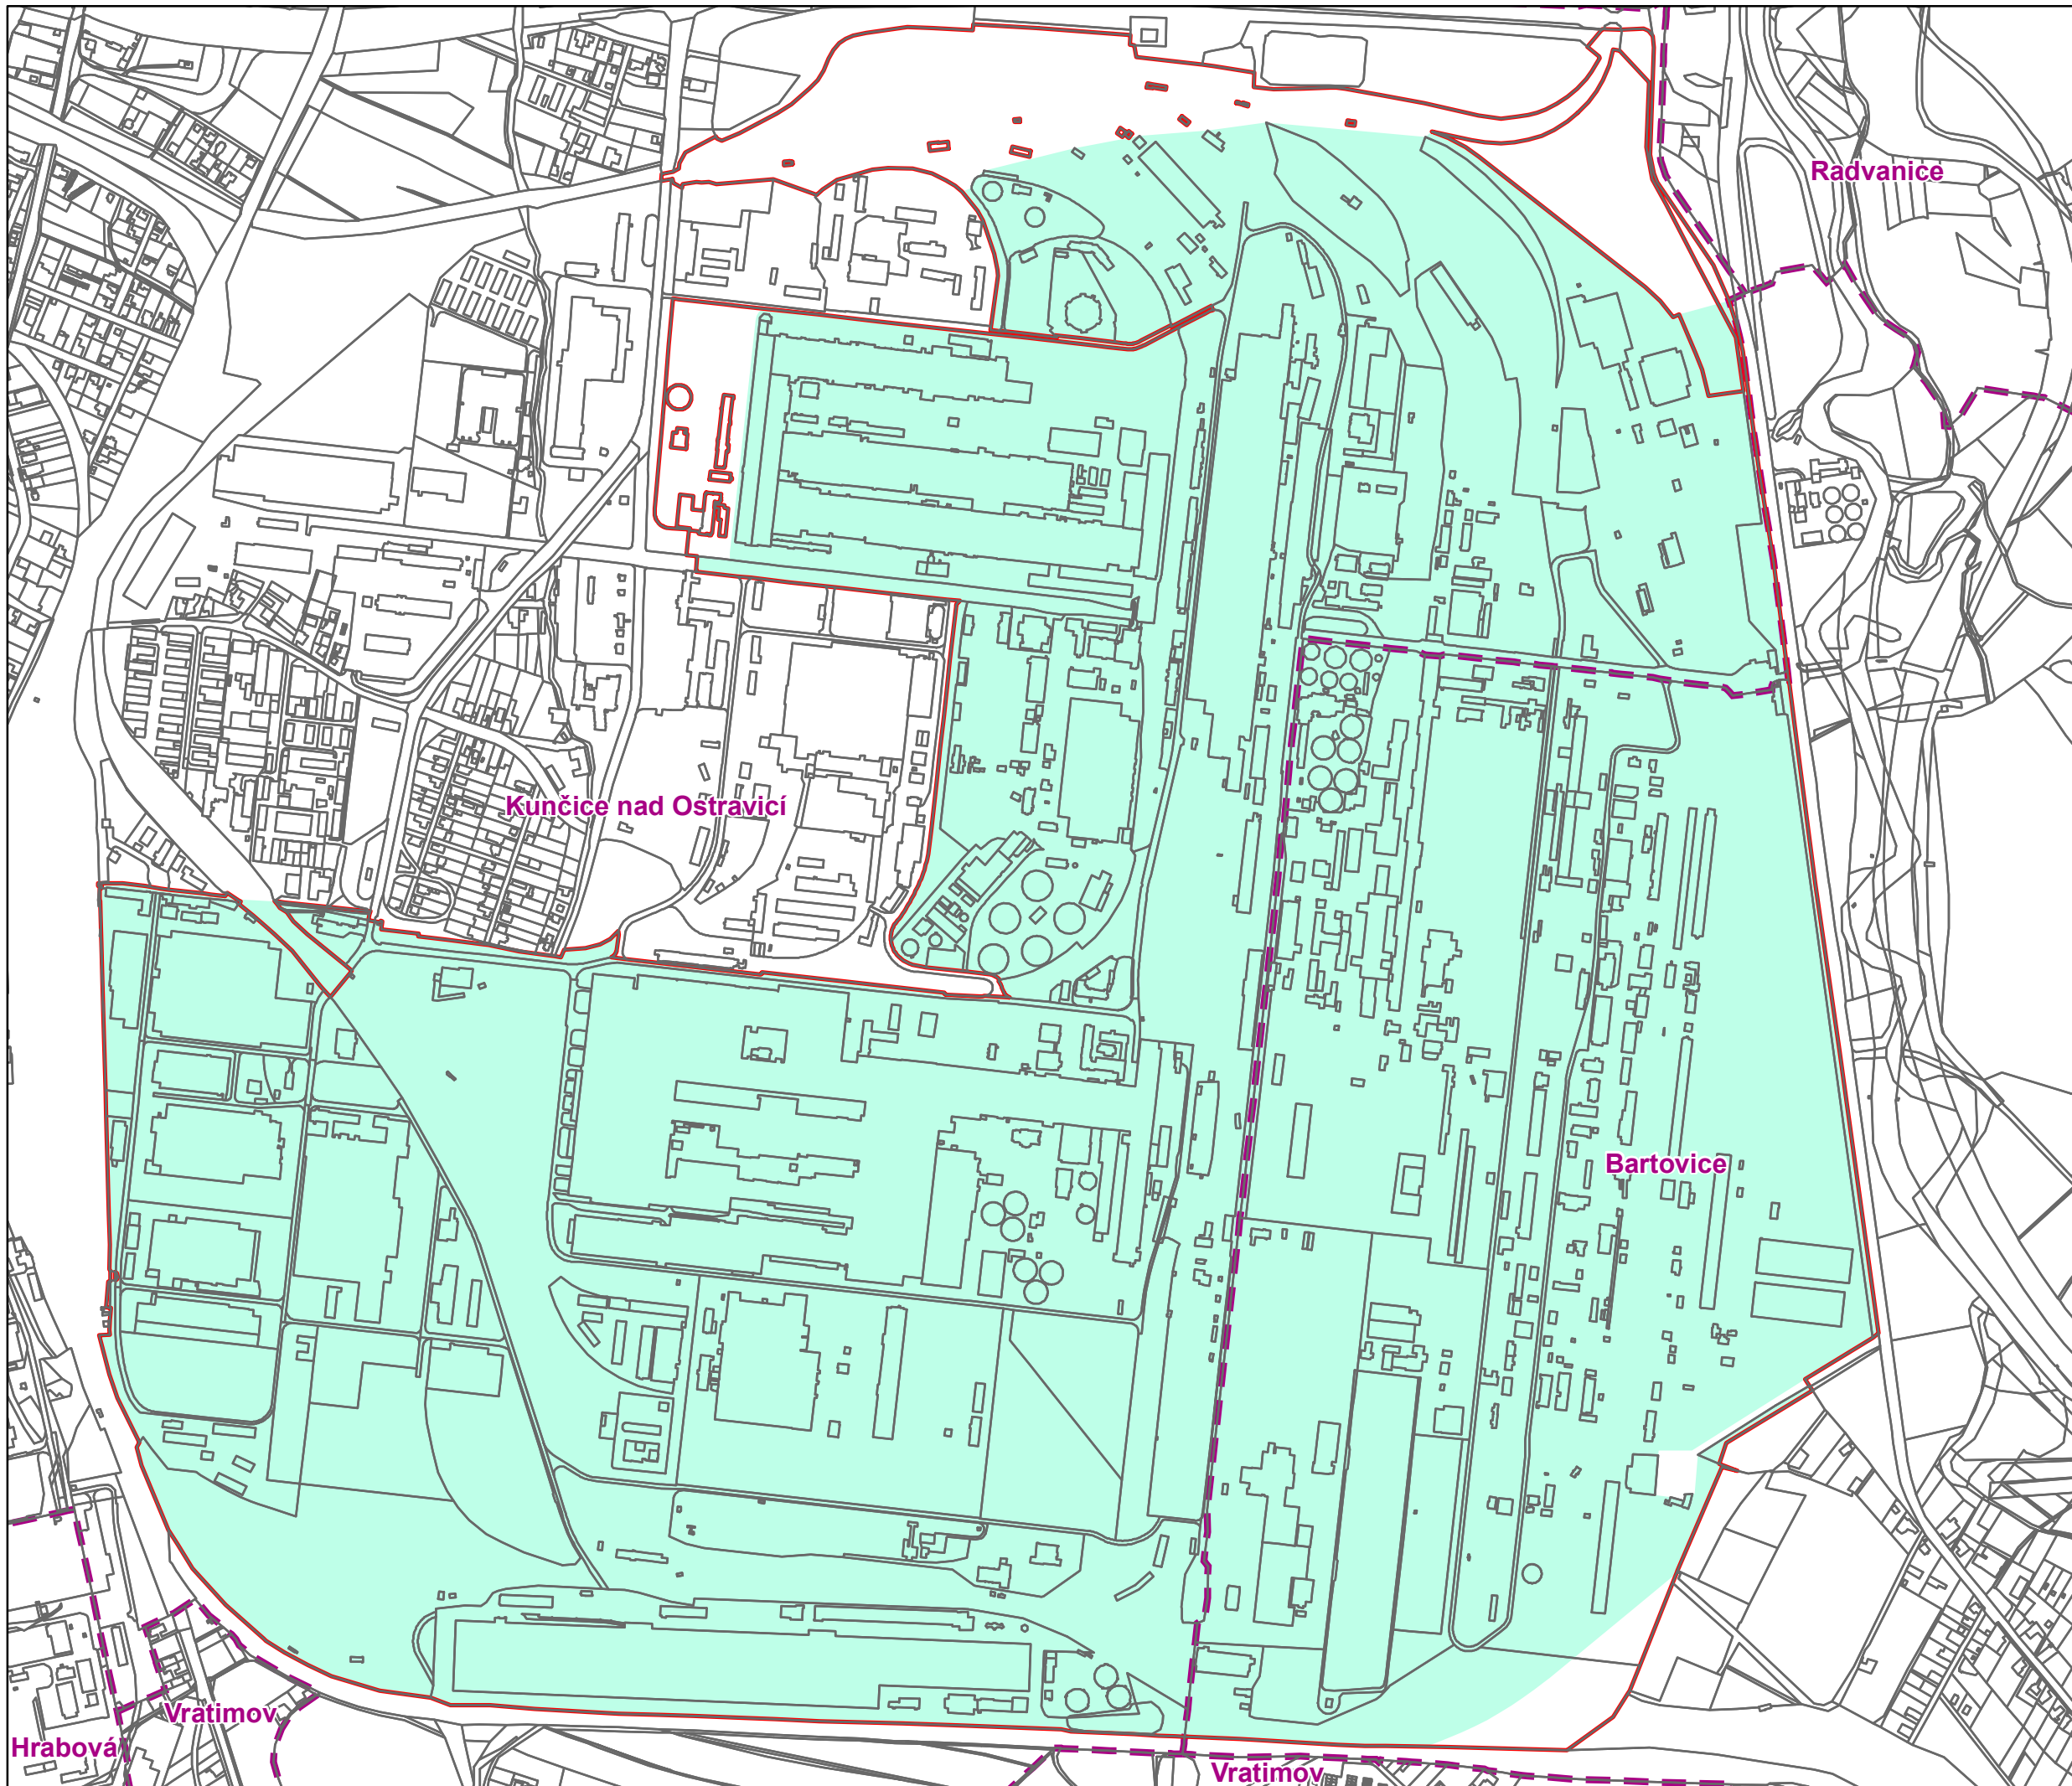 Radvanice
Kunčice nad Ostravicí
Bartovice
Vratimov
Hrabová
Vratimov